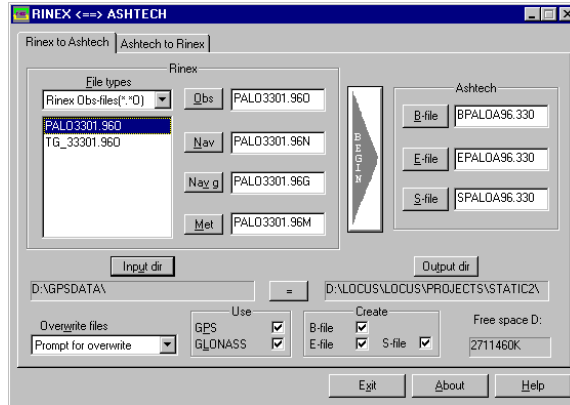 RINEX <==> ASHTECH
Rinex to Ashtech
Ashtech to Rinex
Rinex
File types
Rinex Obs-files(*.*O)
PALO3301.96O
TG_33301.96O
Obs
PALO3301.96O
Nav
PALO3301.96N
Nav g
PALO3301.96G
Met
PALO3301.96M
BEGIN
Ashtech
B-file
BPALOA96.330
E-file
EPALOA96.330
S-file
SPALOA96.330
Input dir
Output dir
D:\GPSDATA\
=
D:\LOCUS\LOCUS\PROJECTS\STATIC2\
Overwrite files
Prompt for overwrite
Use
GPS
GLONASS
Create
B-file
E-file
S-file
Free space D:
2711460K
Exit
About
Help